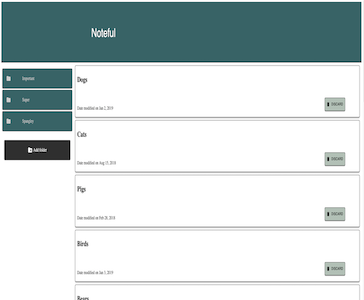 Noteful
Important
Super
Spangley
Add folder
Dogs
Date modified on Jan 2, 2019
DISCARD
Cats
Date modified on Aug 15, 2018
DISCARD
Pigs
Date modified on Feb 28, 2018
DISCARD
Birds
Date modified on Jan 3, 2019
DISCARD
Bears